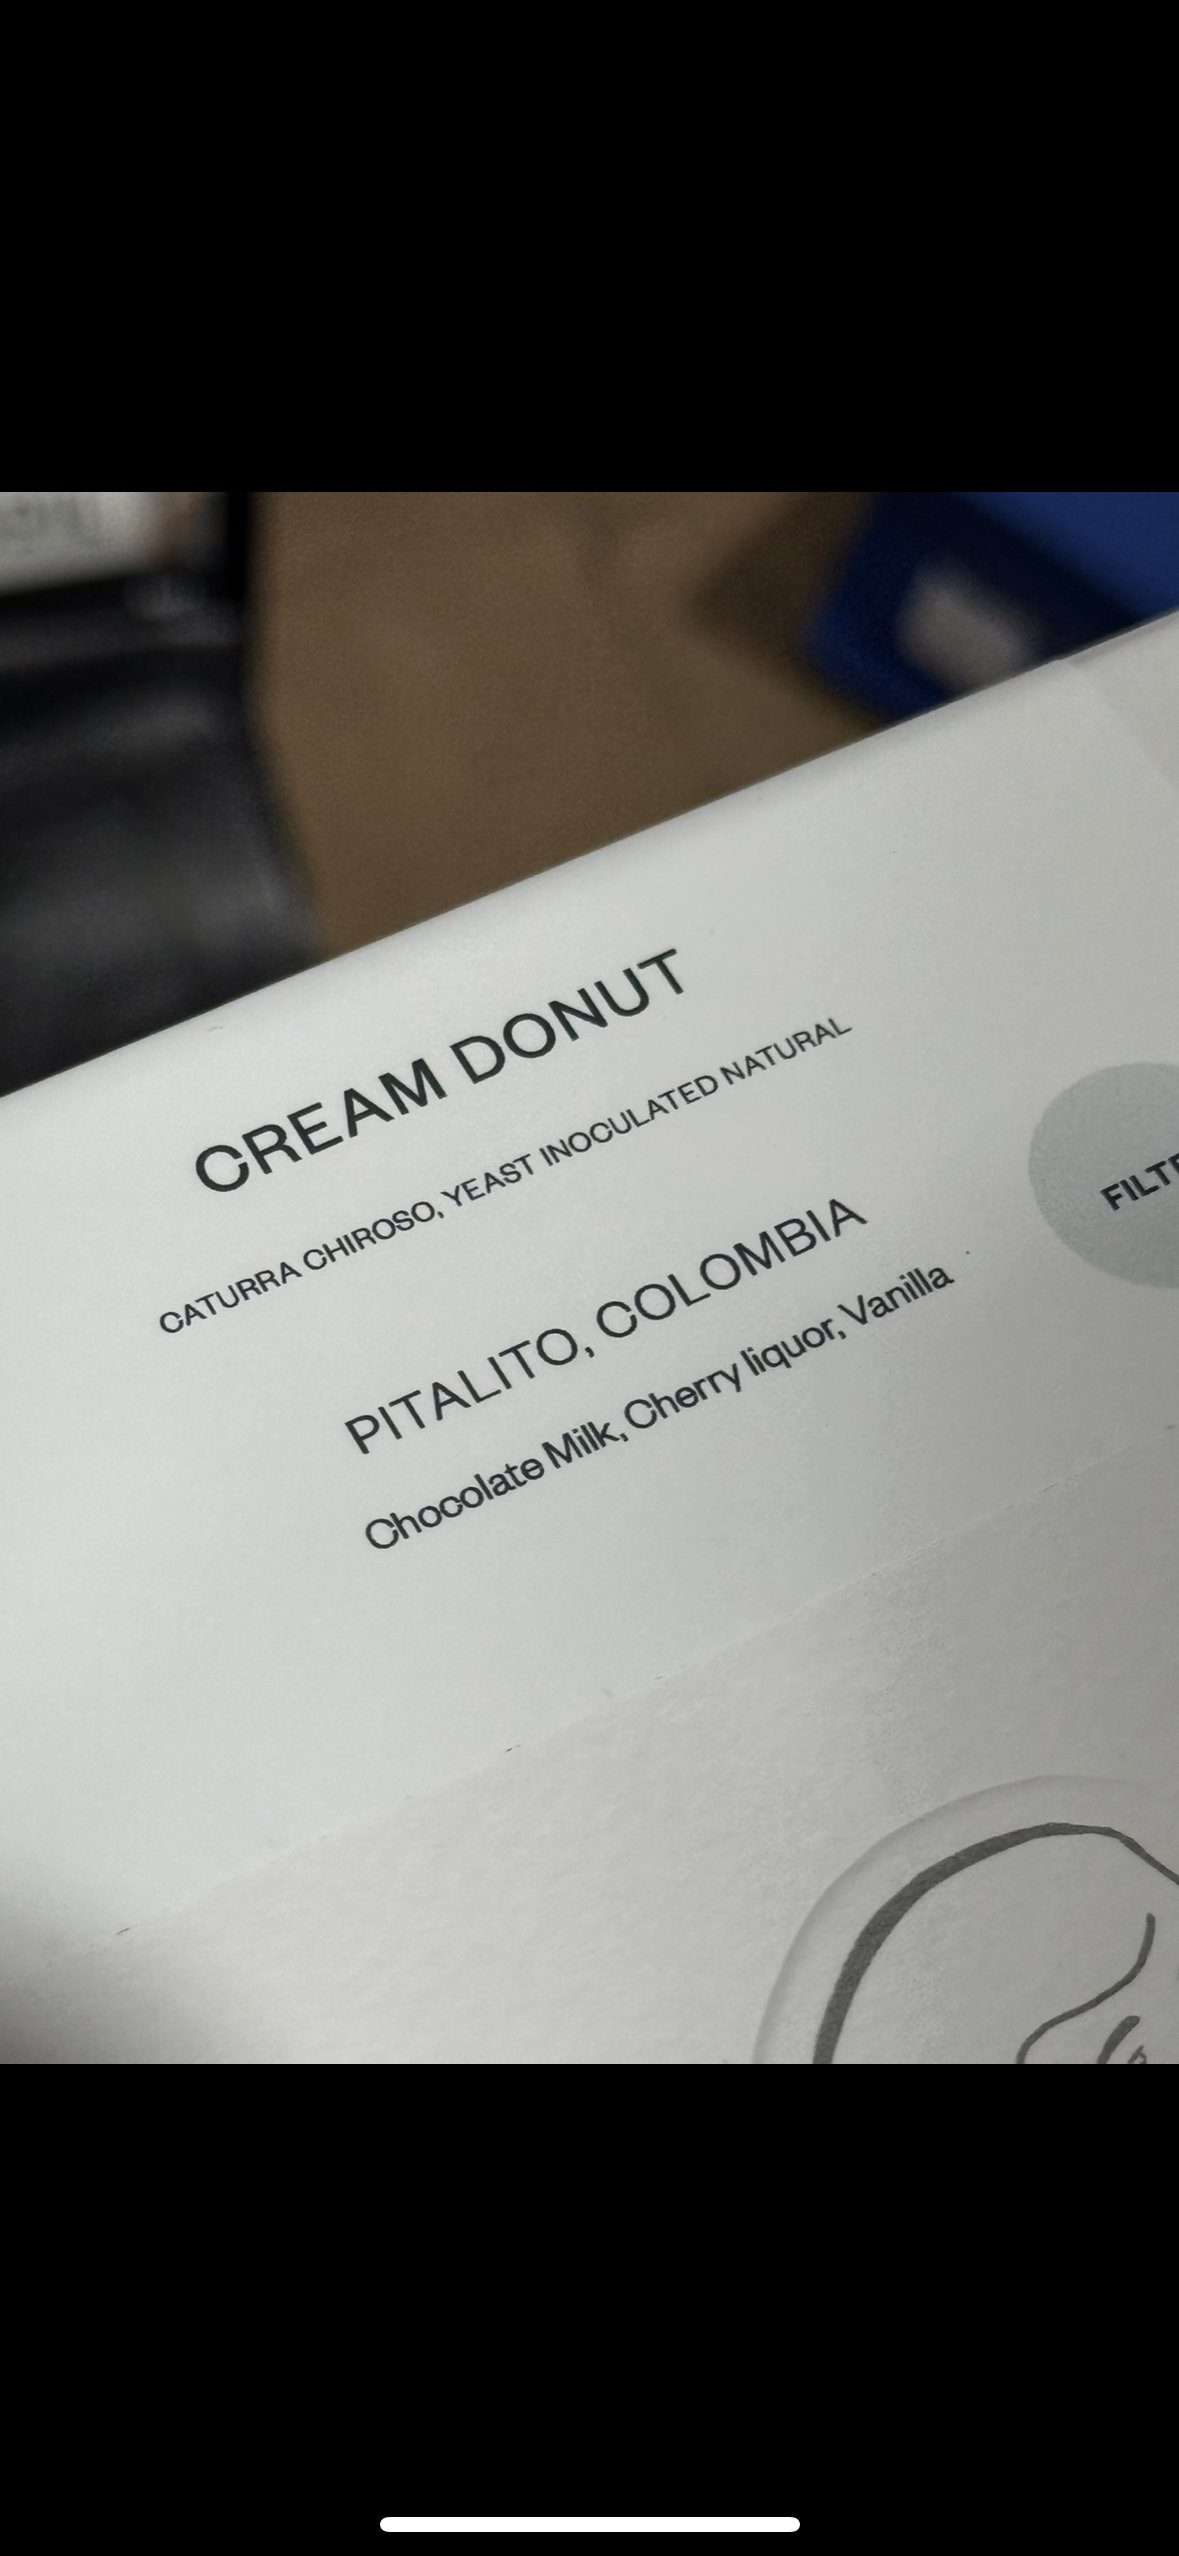 CREAM DONUT
CATURRA CHIROSO, YEAST INOCULATED NATURAL
PITALITO, COLOMBIA
Chocolate Milk, Cherry liquor, Vanilla